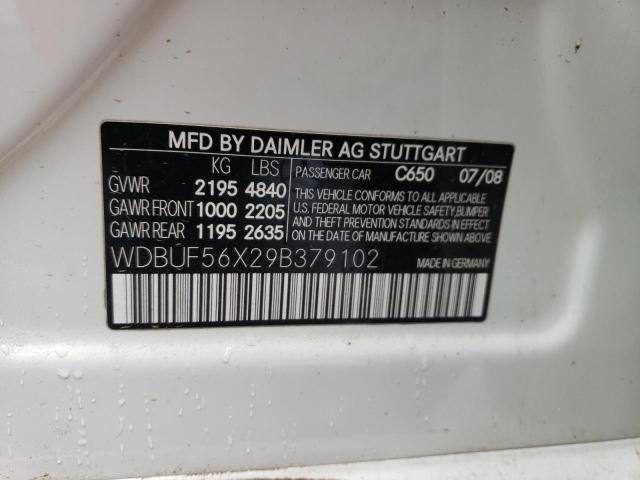 MFD BY DAIMLER AG STUTTGART
KG LBS PASSENGER CAR C650 07/08
GVWR 2195 4840 THIS VEHICLE CONFORMS TO ALL APPLICABLE
GAWR FRONT 1000 2205 U.S. FEDERAL MOTOR VEHICLE SAFETY, BUMPER
GAWR REAR 1195 2635 AND THEFT PREVENTION STANDARDS IN EFFECT
ON THE DATE OF MANUFACTURE SHOWN ABOVE.
WDBUF56X29B379102 MADE IN GERMANY